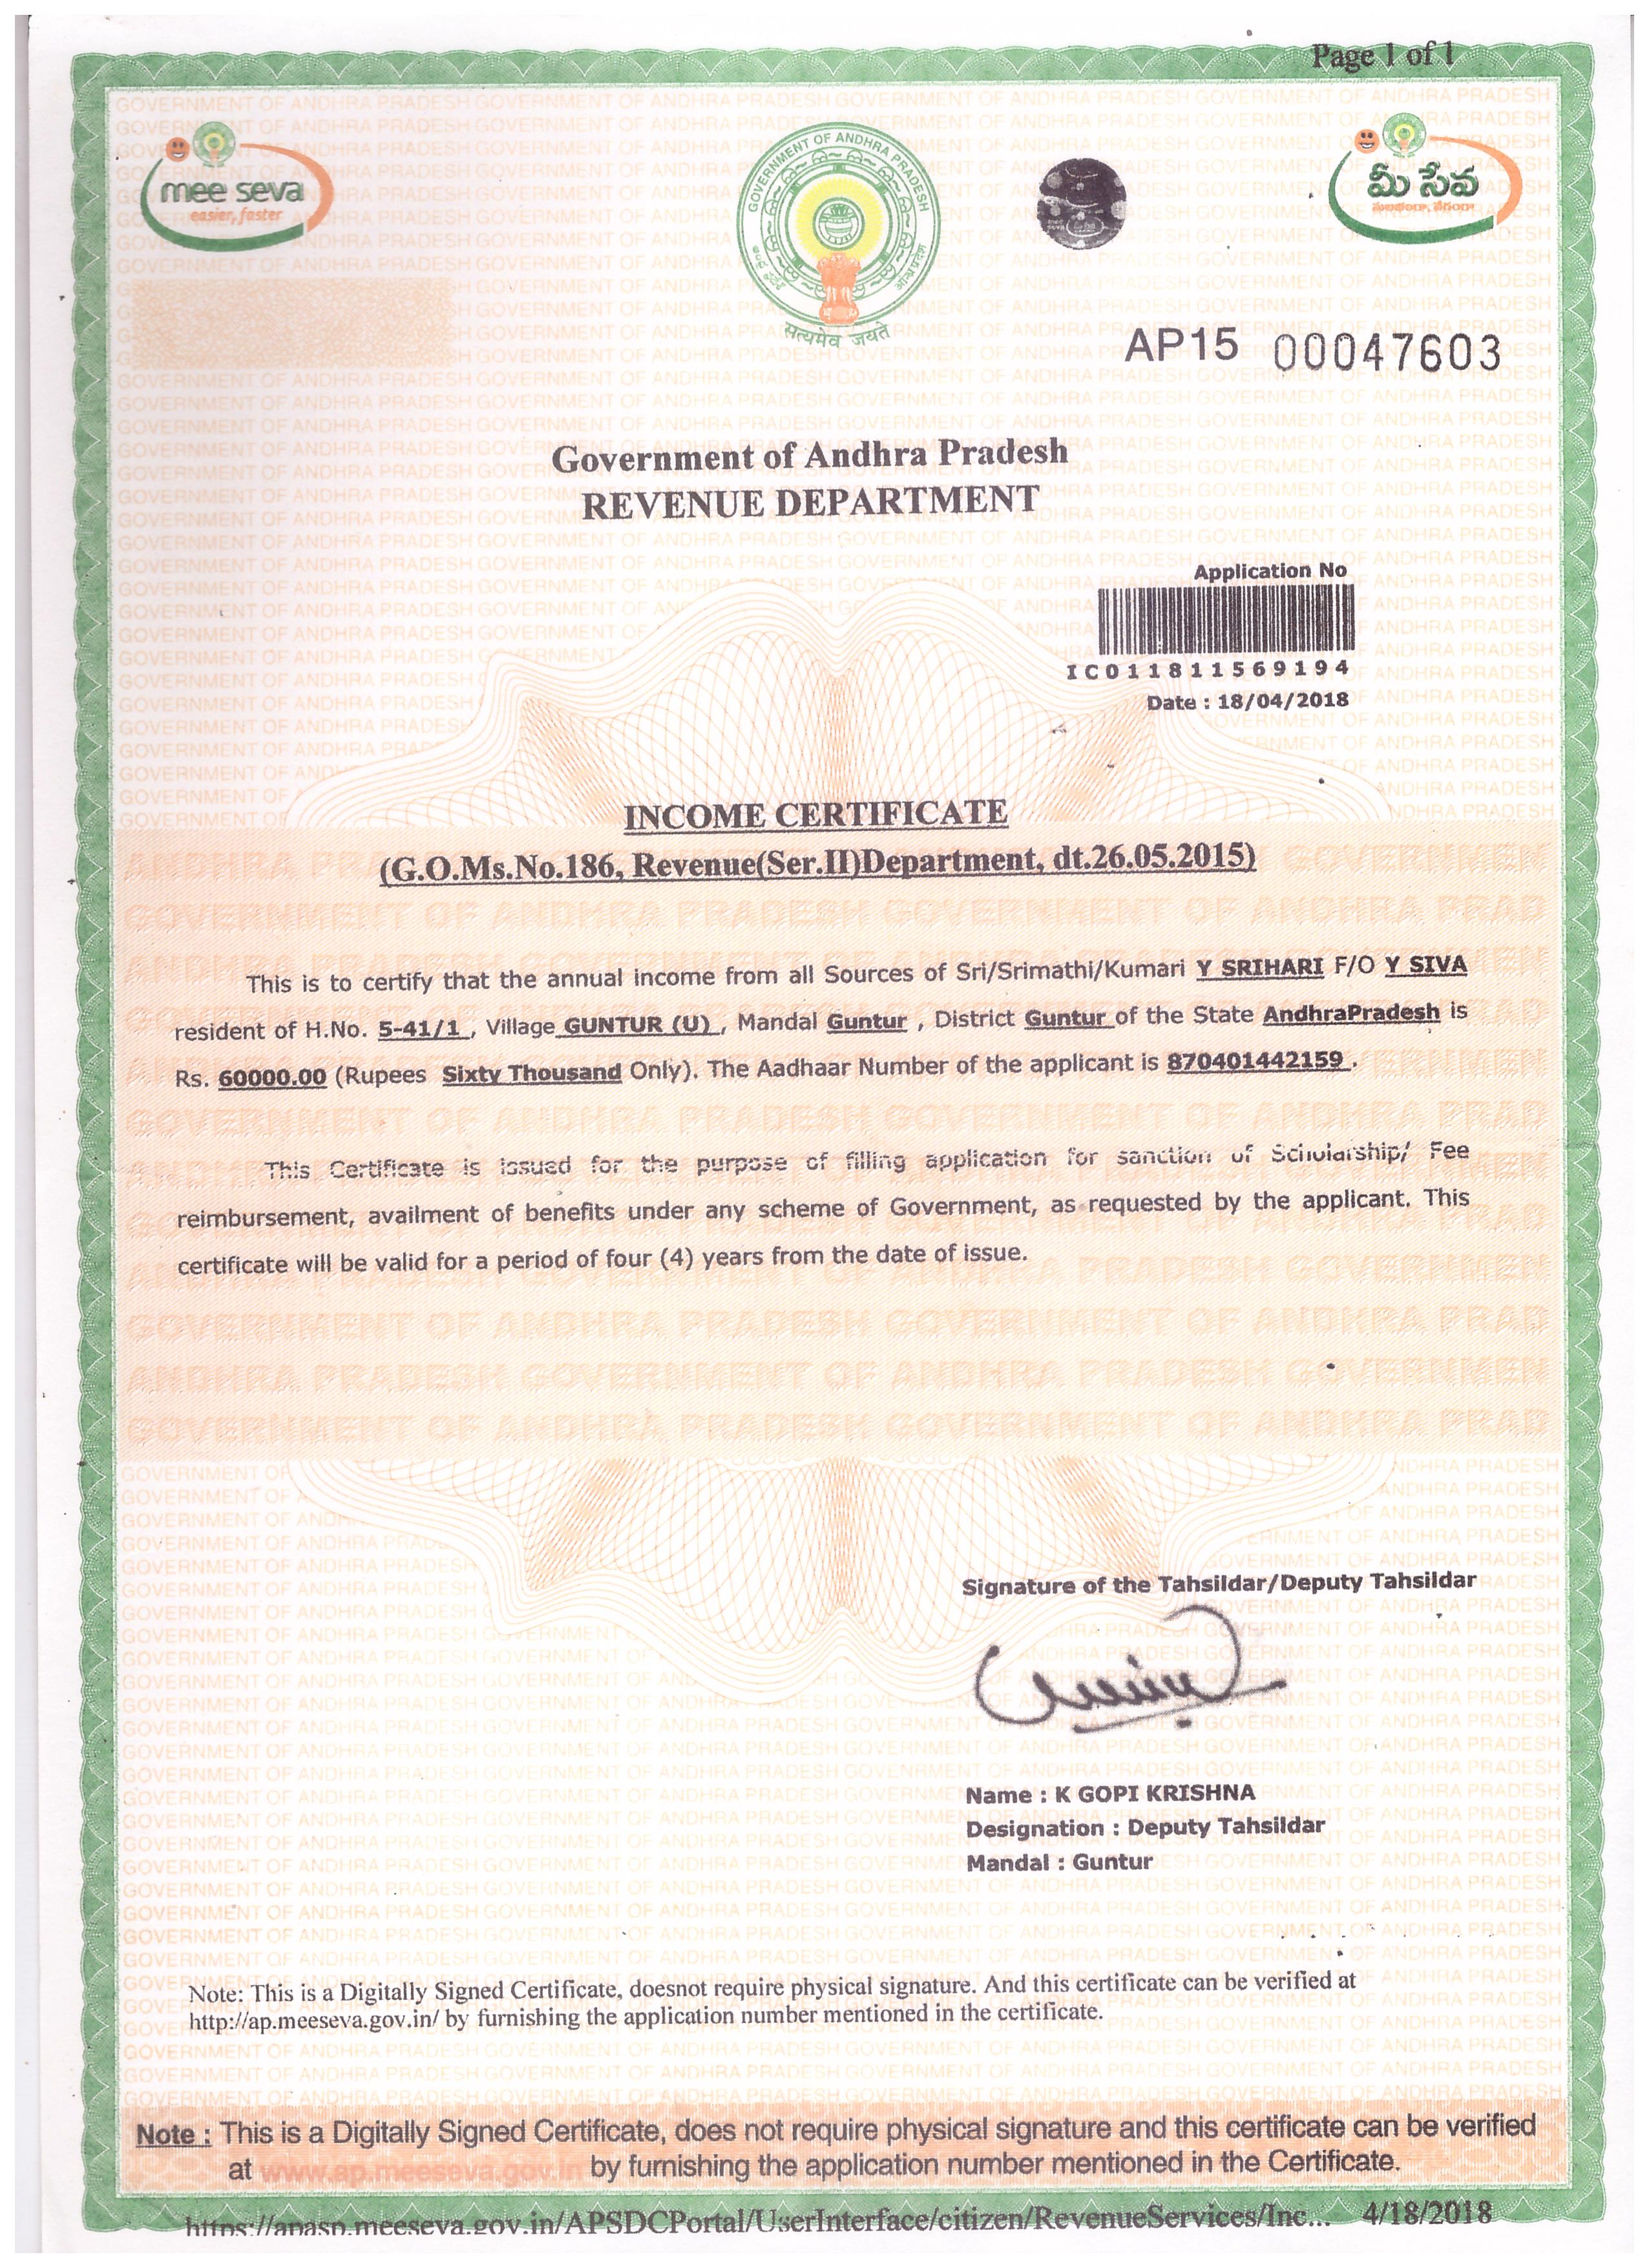 Page 1 of 1
mee seva
easier, faster
GOVERNMENT OF ANDHRA PRADESH
सत्यमेव जयते
మీ సేవ
AP15 00047603
Government of Andhra Pradesh
REVENUE DEPARTMENT
Application No
IC011811569194
Date : 18/04/2018
INCOME CERTIFICATE
(G.O.Ms.No.186, Revenue(Ser.II)Department, dt.26.05.2015)
This is to certify that the annual income from all Sources of Sri/Srimathi/Kumari Y SRIHARI F/O Y SIVA
resident of H.No. 5-41/1 , Village GUNTUR (U) , Mandal Guntur , District Guntur of the State AndhraPradesh is
Rs. 60000.00 (Rupees Sixty Thousand Only). The Aadhaar Number of the applicant is 870401442159 .
This Certificate is issued for the purpose of filling application for sanction of Scholarship/ Fee
reimbursement, availment of benefits under any scheme of Government, as requested by the applicant. This
certificate will be valid for a period of four (4) years from the date of issue.
Signature of the Tahsildar/Deputy Tahsildar
Name : K GOPI KRISHNA
Designation : Deputy Tahsildar
Mandal : Guntur
Note: This is a Digitally Signed Certificate, doesnot require physical signature. And this certificate can be verified at
http://ap.meeseva.gov.in/ by furnishing the application number mentioned in the certificate.
Note : This is a Digitally Signed Certificate, does not require physical signature and this certificate can be verified
at www.ap.meeseva.gov.in by furnishing the application number mentioned in the Certificate.
https://apasp.meeseva.gov.in/APSDCPortal/UserInterface/citizen/RevenueServices/Inc... 4/18/2018